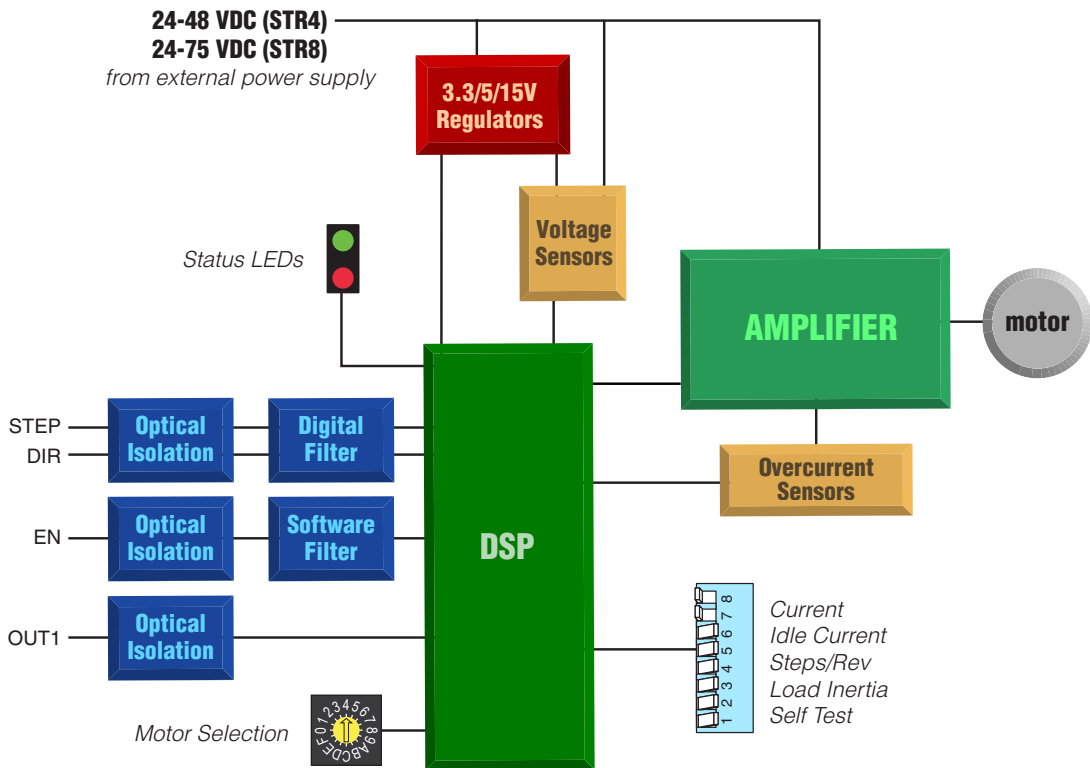 24-48 VDC (STR4)
24-75 VDC (STR8)
from external power supply
3.3/5/15V
Regulators
Voltage
Sensors
Status LEDs
AMPLIFIER
motor
STEP
DIR
Optical
Isolation
Digital
Filter
Overcurrent
Sensors
EN
Optical
Isolation
Software
Filter
DSP
OUT1
Optical
Isolation
8
7
6
5
4
3
2
1
Current
Idle Current
Steps/Rev
Load Inertia
Self Test
Motor Selection
0123456789ABCDEF